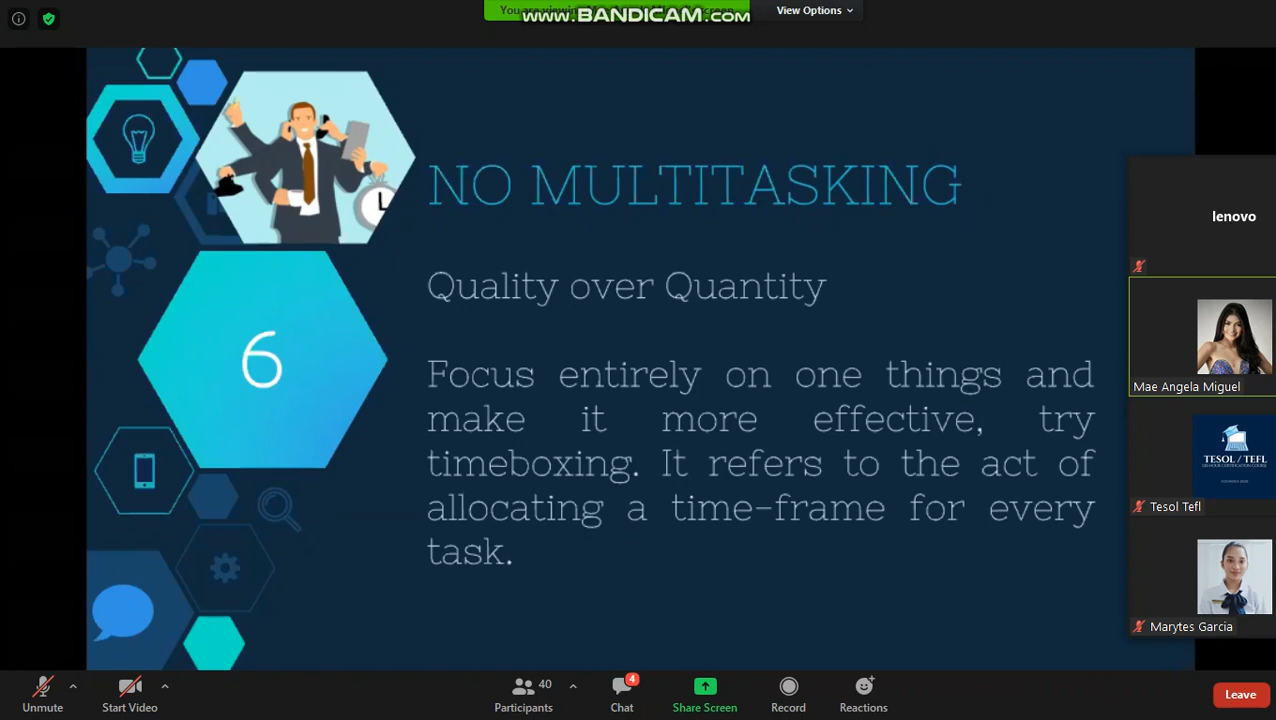 You are viewing
www.BANDICAM.com
View Options
NO MULTITASKING
Quality over Quantity
6
Focus entirely on one things and
make it more effective, try
timeboxing. It refers to the act of
allocating a time-frame for every
task.
lenovo
Mae Angela Miguel
TESOL / TEFL
Tesol Tefl
Marytes Garcia
Unmute
Start Video
40
Participants
4
Chat
Share Screen
Record
Reactions
Leave